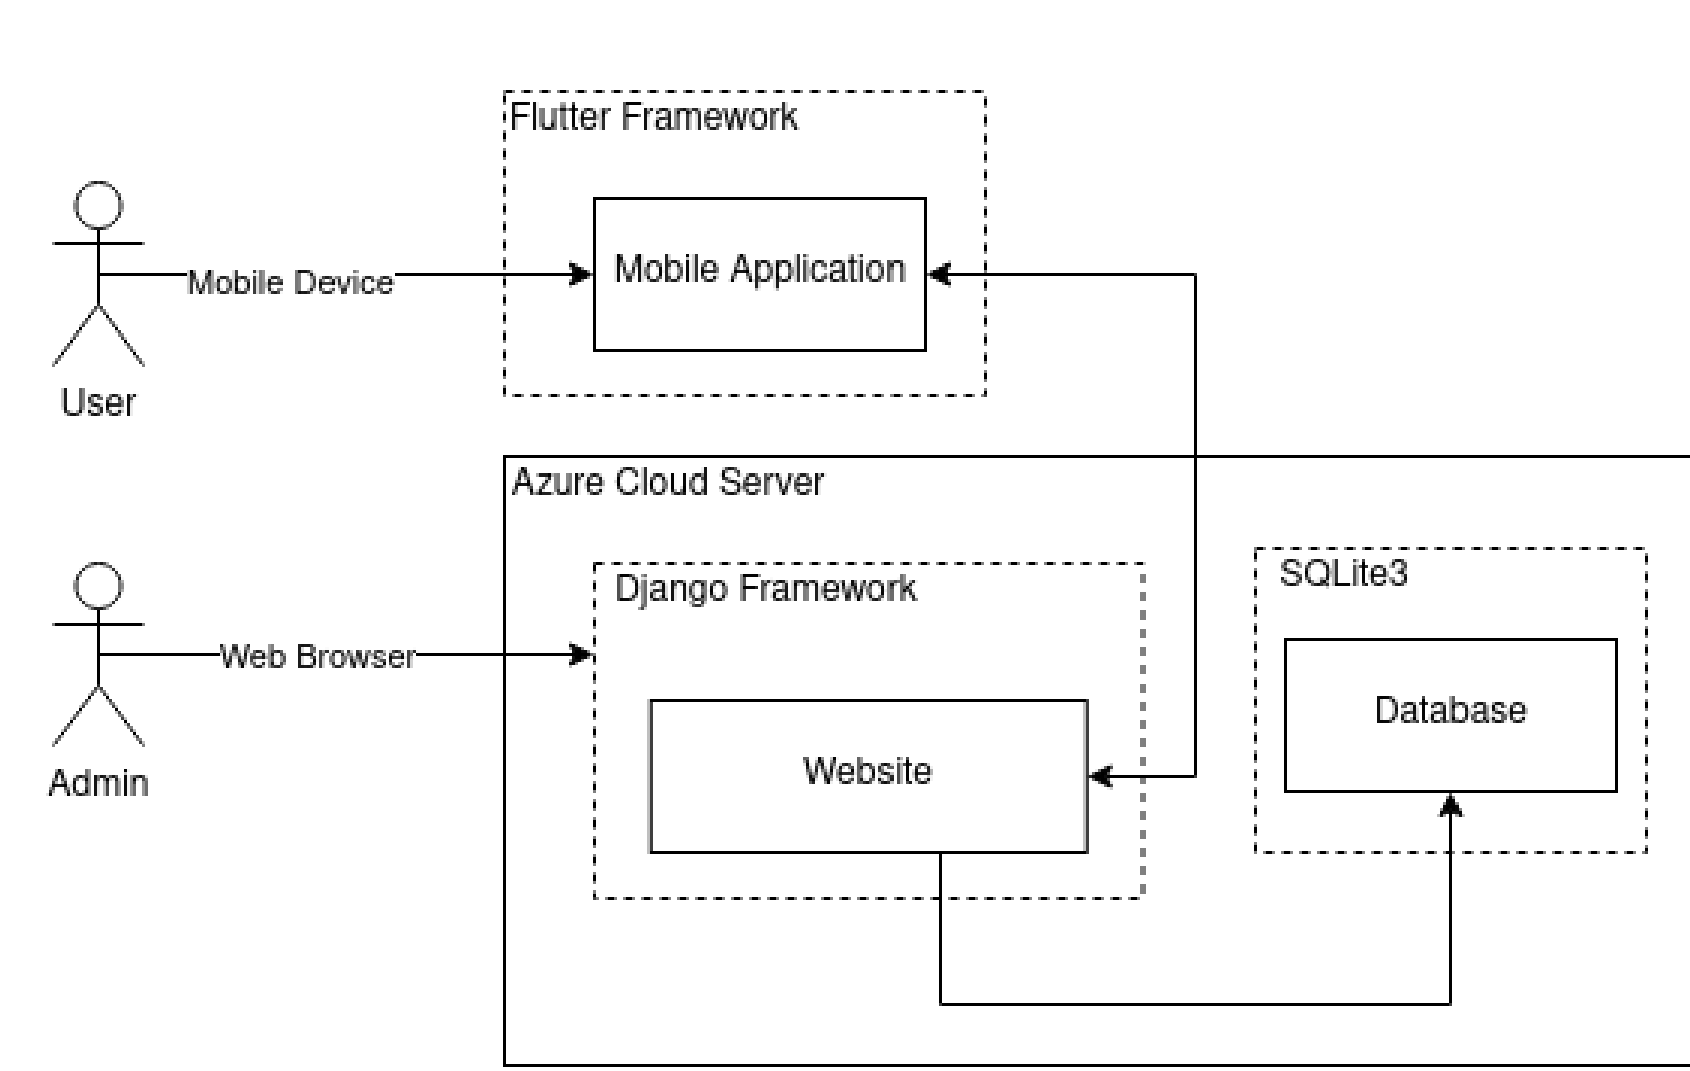 Flutter Framework
Mobile Application
Mobile Device
User
Azure Cloud Server
Django Framework
SQLite3
Web Browser
Database
Website
Admin